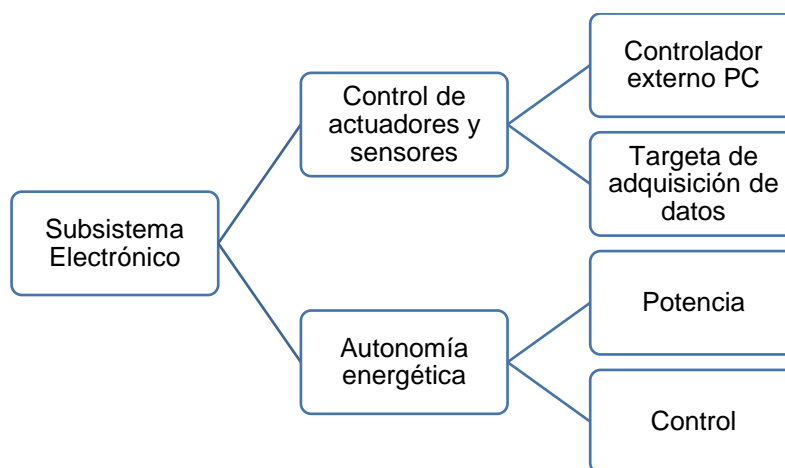 Subsistema
Electrónico
Control de
actuadores y
sensores
Controlador
externo PC
Targeta de
adquisición de
datos
Autonomía
energética
Potencia
Control